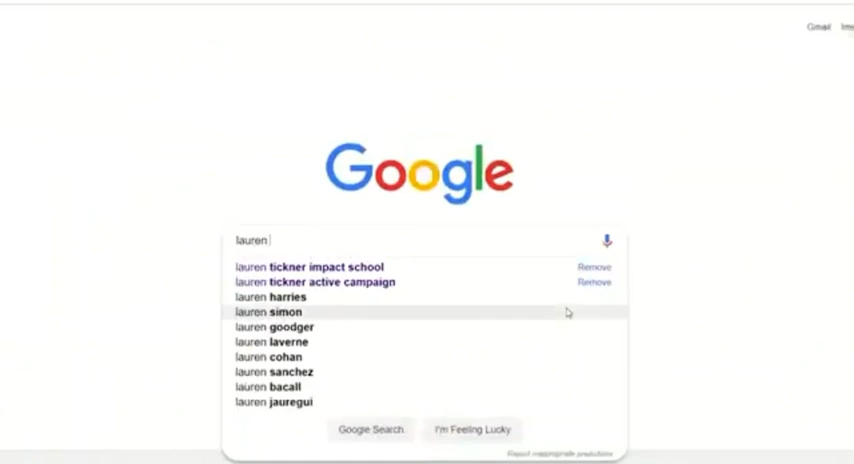 Gmail
Google
lauren
lauren tickner impact school Remove
lauren tickner active campaign Remove
lauren harries
lauren simon
lauren goodger
lauren laverne
lauren cohan
lauren sanchez
lauren bacall
lauren jauregui
Google Search I'm Feeling Lucky
Report inappropriate predictions